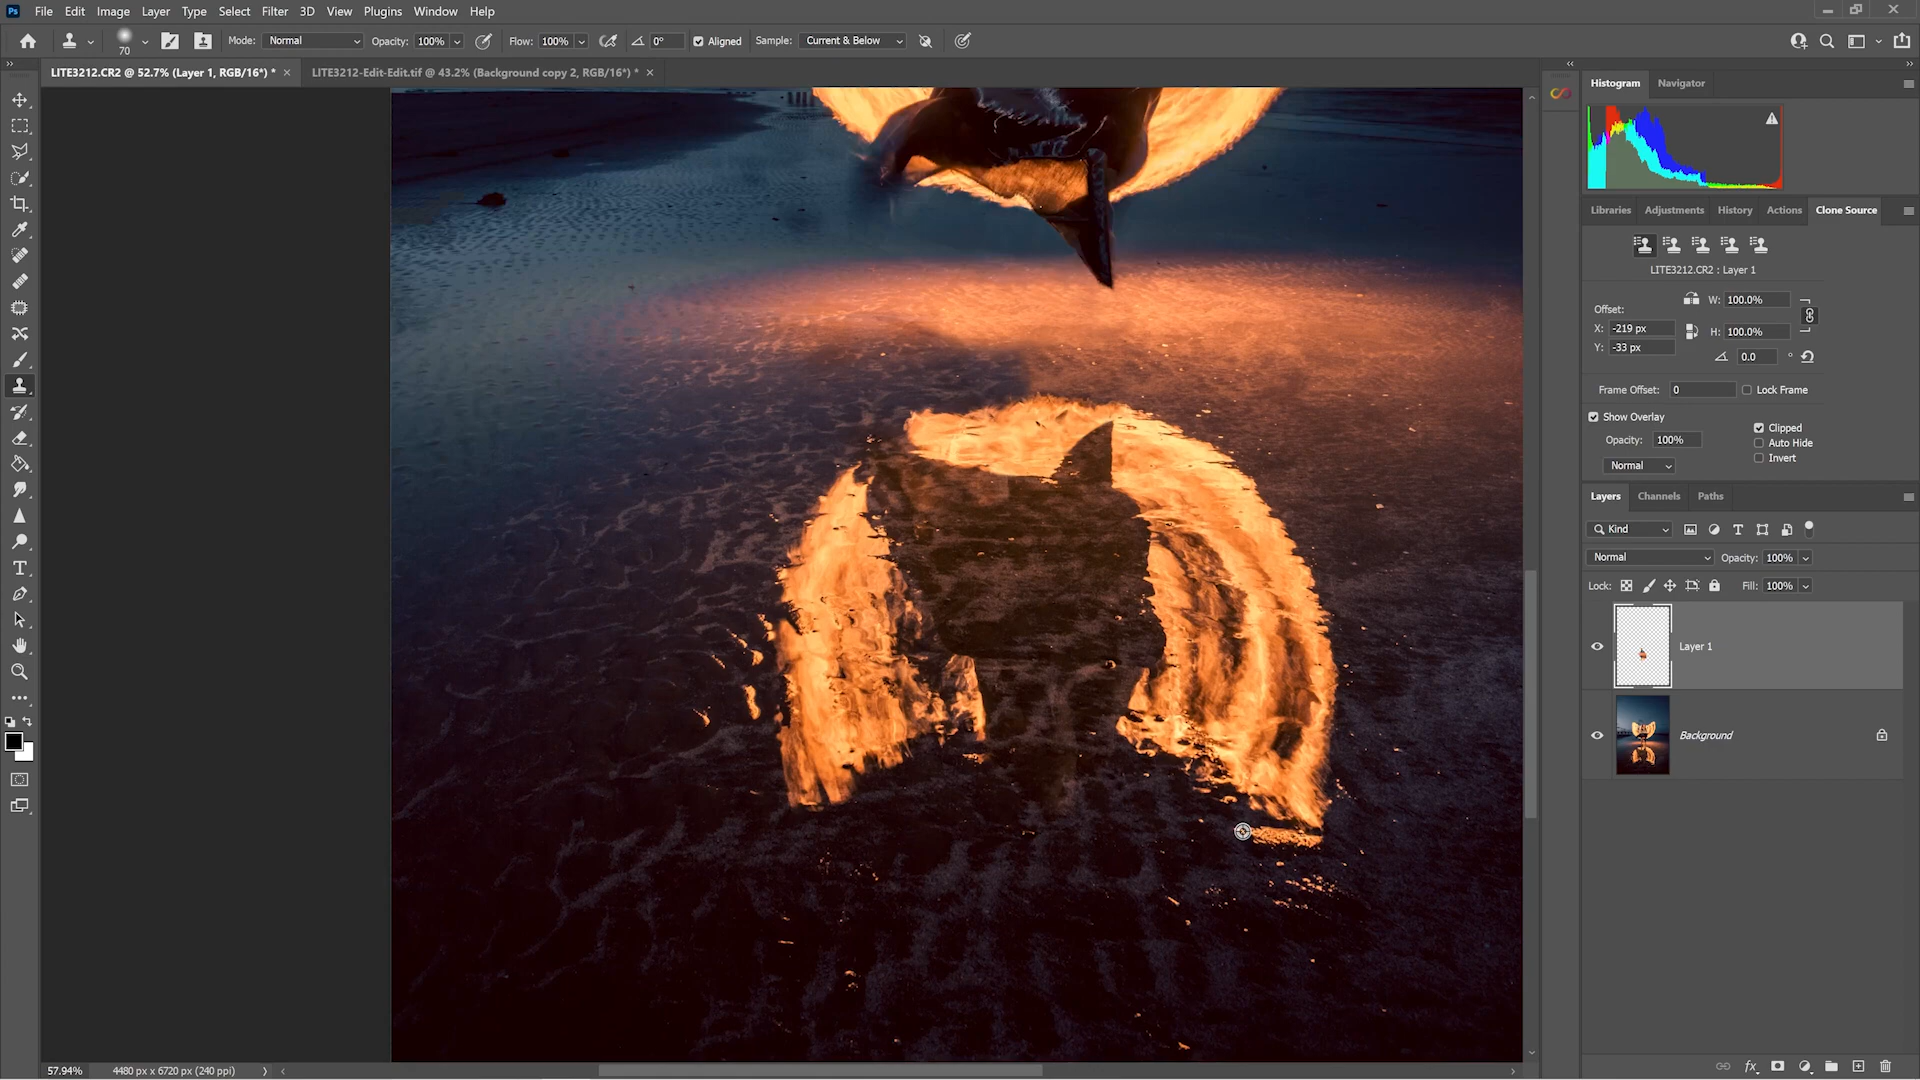 Ps File Edit Image Layer Type Select Filter 3D View Plugins Window Help
70 Mode: Normal Opacity: 100% Flow: 100% 0° Aligned Sample: Current & Below
LITE3212.CR2 @ 52.7% (Layer 1, RGB/16*) * × LITE3212-Edit-Edit.tif @ 43.2% (Background copy 2, RGB/16*) * ×
Histogram Navigator
Libraries Adjustments History Actions Clone Source
LITE3212.CR2 : Layer 1
Offset: W: 100.0%
X: -219 px H: 100.0%
Y: -33 px 0.0 °
Frame Offset: 0 Lock Frame
Show Overlay Clipped
Opacity: 100% Auto Hide
Normal Invert
Layers Channels Paths
Kind
Normal Opacity: 100%
Lock: Fill: 100%
Layer 1
Background
57.94% 4480 px x 6720 px (240 ppi)
fx